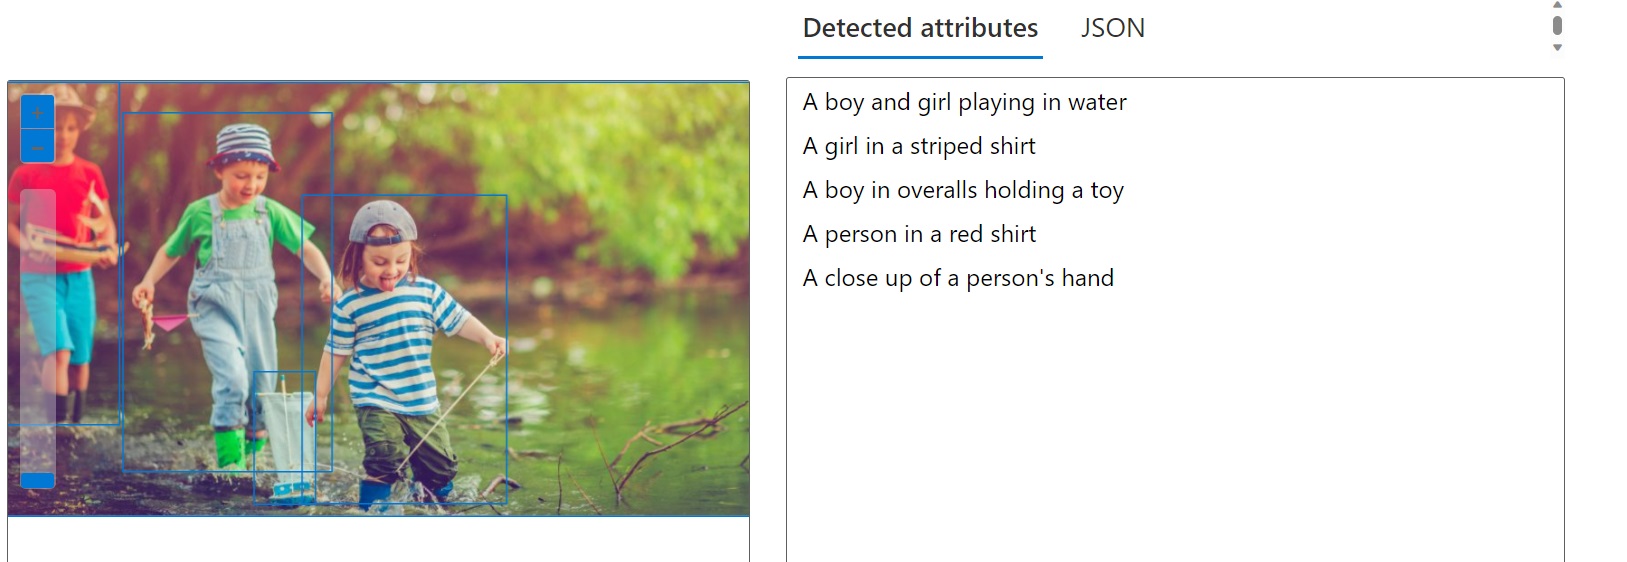 Detected attributes JSON
+
−
A boy and girl playing in water
A girl in a striped shirt
A boy in overalls holding a toy
A person in a red shirt
A close up of a person's hand